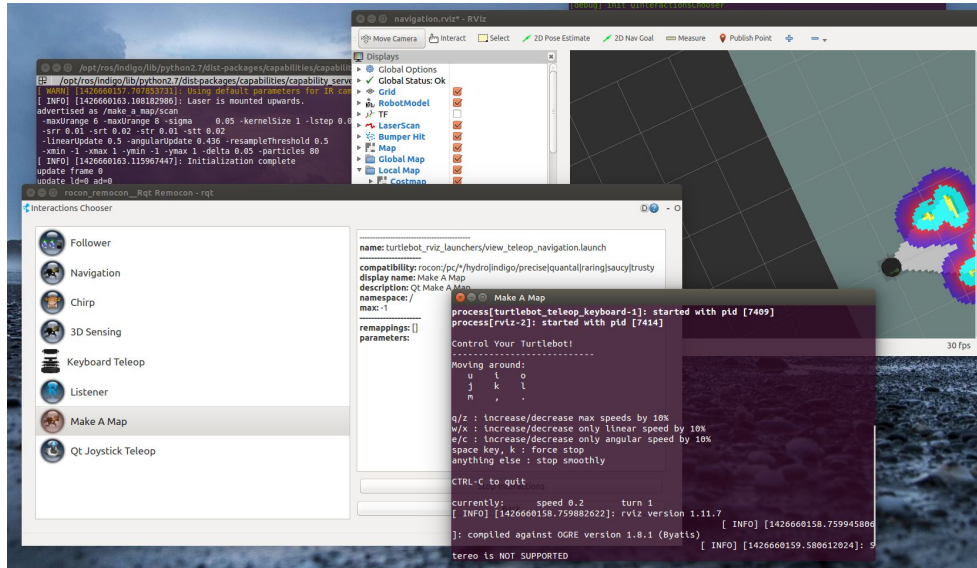 [debug] init QInteractionsChooser
navigation.rviz* - RViz
Move Camera Interact Select 2D Pose Estimate 2D Nav Goal Measure Publish Point
Displays
Global Options
Global Status: Ok
Grid
RobotModel
TF
LaserScan
Bumper Hit
Map
Global Map
Local Map
Costmap
30 fps
/opt/ros/indigo/lib/python2.7/dist-packages/capabilities/capabilit
/opt/ros/indigo/lib/python2.7/dist-packages/capabilities/capability_serve
[ WARN] [1426660157.707853731]: Using default parameters for IR cam
[ INFO] [1426660163.108182986]: Laser is mounted upwards.
advertised as /make_a_map/scan
-maxUrange 6 -maxUrange 8 -sigma 0.05 -kernelSize 1 -lstep 0.0
-srr 0.01 -srt 0.02 -str 0.01 -stt 0.02
-linearUpdate 0.5 -angularUpdate 0.436 -resampleThreshold 0.5
-xmin -1 -xmax 1 -ymin -1 -ymax 1 -delta 0.05 -particles 80
[ INFO] [1426660163.115967447]: Initialization complete
update frame 0
update ld=0 ad=0
rocon_remocon__Rqt Remocon - rqt
Interactions Chooser
D - O
Follower
Navigation
Chirp
3D Sensing
Keyboard Teleop
Listener
Make A Map
Qt Joystick Teleop
--------------------------------------
name: turtlebot_rviz_launchers/view_teleop_navigation.launch
---------------------
compatibility: rocon:/pc/*/hydro|indigo/precise|quantal|raring|saucy|trusty
display name: Make A Map
description: Qt Make A Map
namespace: /
max: -1
---------------------
remappings: []
parameters:
Make A Map
process[turtlebot_teleop_keyboard-1]: started with pid [7409]
process[rviz-2]: started with pid [7414]
Control Your Turtlebot!
---------------------------
Moving around:
u i o
j k l
m , .
q/z : increase/decrease max speeds by 10%
w/x : increase/decrease only linear speed by 10%
e/c : increase/decrease only angular speed by 10%
space key, k : force stop
anything else : stop smoothly
CTRL-C to quit
currently: speed 0.2 turn 1
[ INFO] [1426660158.759882622]: rviz version 1.11.7
[ INFO] [1426660158.759945806
]: compiled against OGRE version 1.8.1 (Byatis)
[ INFO] [1426660159.580612024]: S
tereo is NOT SUPPORTED